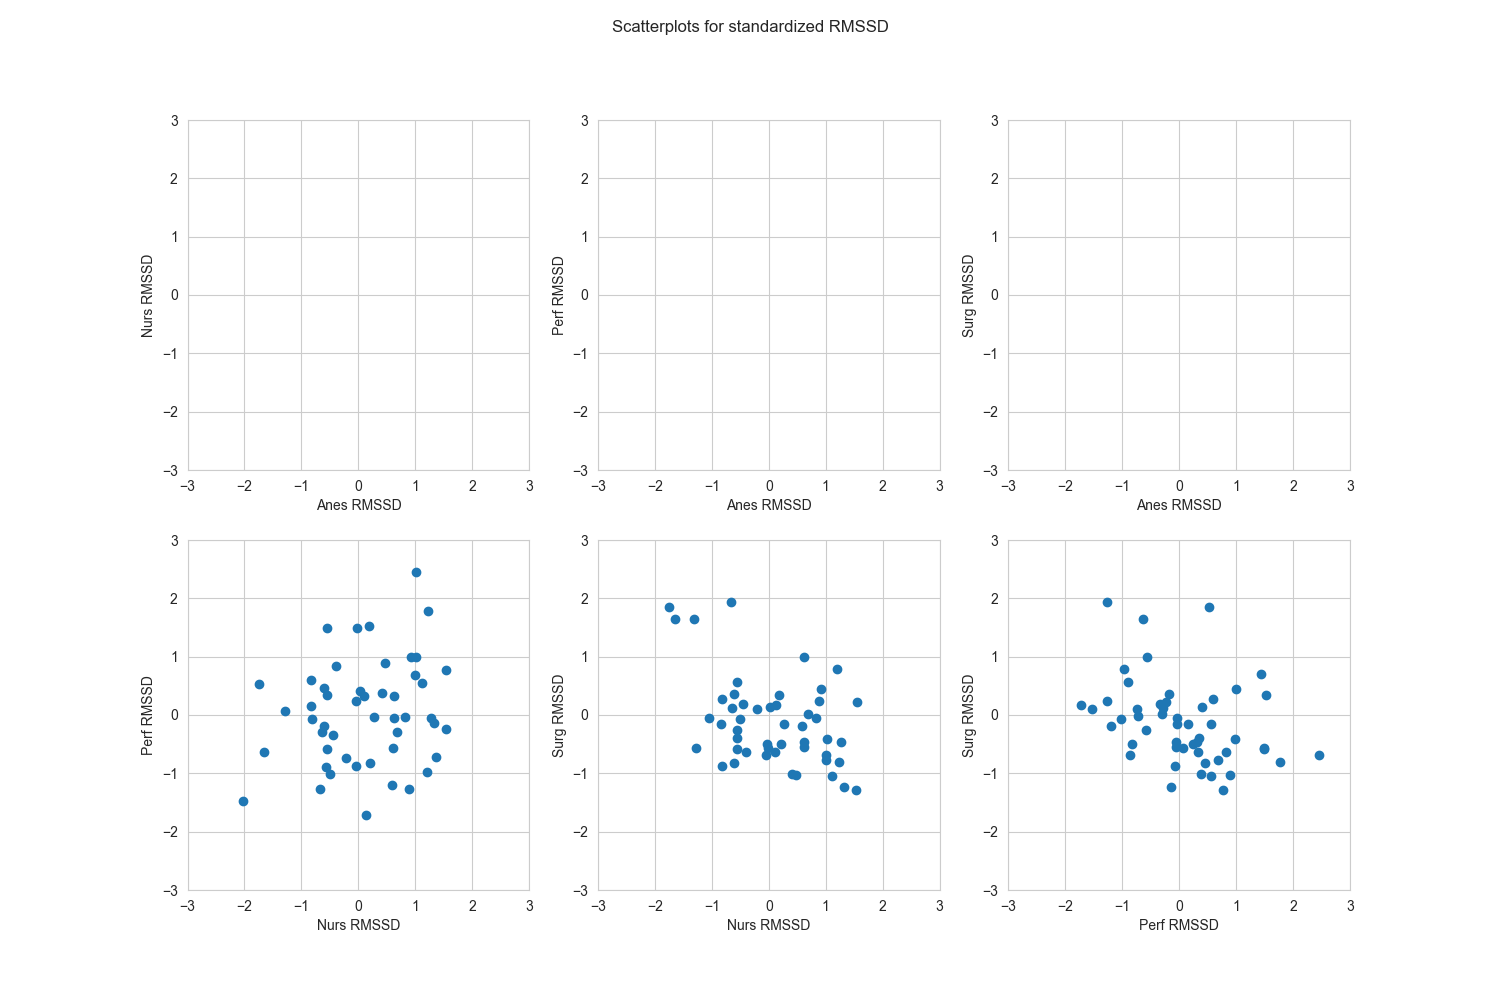 Scatterplots for standardized RMSSD
3 3 3
2 2 2
1 1 1
0 0 0
−1 −1 −1
−2 −2 −2
−3 −3 −3
Nurs RMSSD
Perf RMSSD
Surg RMSSD
−3 −2 −1 0 1 2 3 −3 −2 −1 0 1 2 3 −3 −2 −1 0 1 2 3
Anes RMSSD Anes RMSSD Anes RMSSD
3 3 3
2 2 2
1 1 1
0 0 0
−1 −1 −1
−2 −2 −2
−3 −3 −3
Perf RMSSD
Surg RMSSD
Surg RMSSD
−3 −2 −1 0 1 2 3 −3 −2 −1 0 1 2 3 −3 −2 −1 0 1 2 3
Nurs RMSSD Nurs RMSSD Perf RMSSD